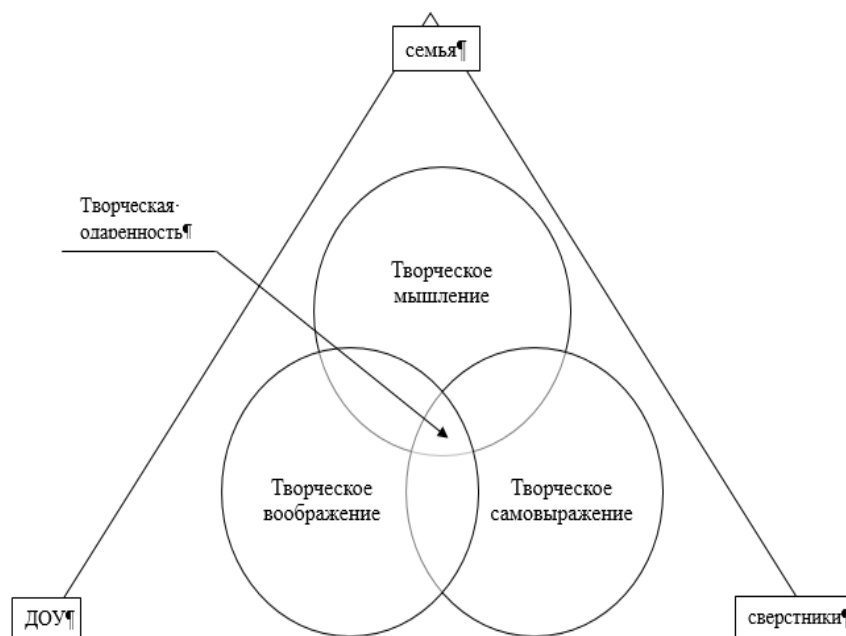 семья¶
Творческая·
одаренность¶
Творческое
мышление
Творческое
воображение
Творческое
самовыражение
ДОУ¶
сверстники¶